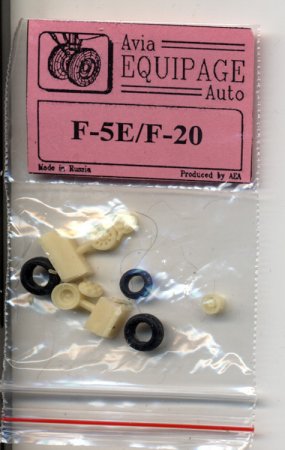 Avia
EQUIPAGE
Auto
F-5E/F-20
Made in Russia
Produced by AEA